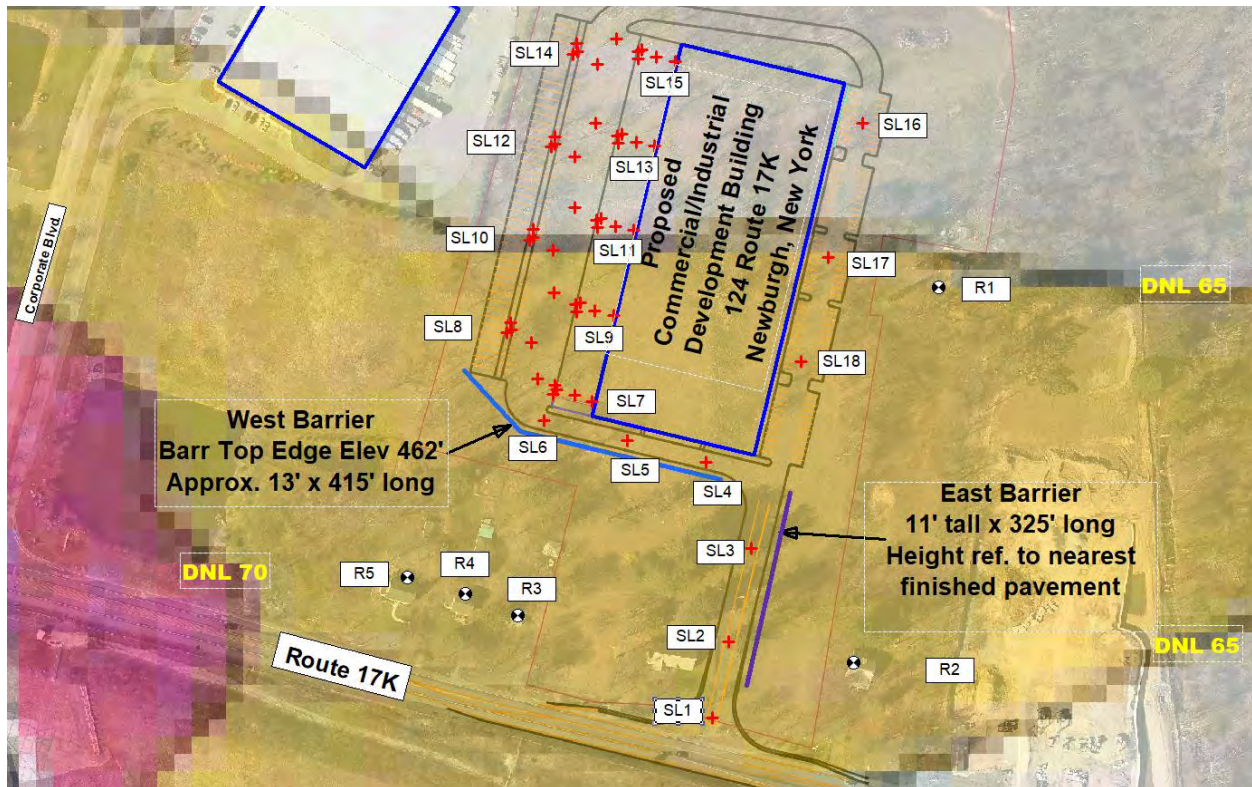 SL14
SL15
SL16
SL12
SL13
SL10
SL11
SL17
R1
DNL 65
SL8
SL9
SL18
SL7
SL6
SL5
SL4
SL3
SL2
SL1
Proposed
Commercial/Industrial
Development Building
124 Route 17K
Newburgh, New York
Corporate Blvd.
West Barrier
Barr Top Edge Elev 462'
Approx. 13' x 415' long
East Barrier
11' tall x 325' long
Height ref. to nearest
finished pavement
DNL 70
R5
R4
R3
Route 17K
R2
DNL 65